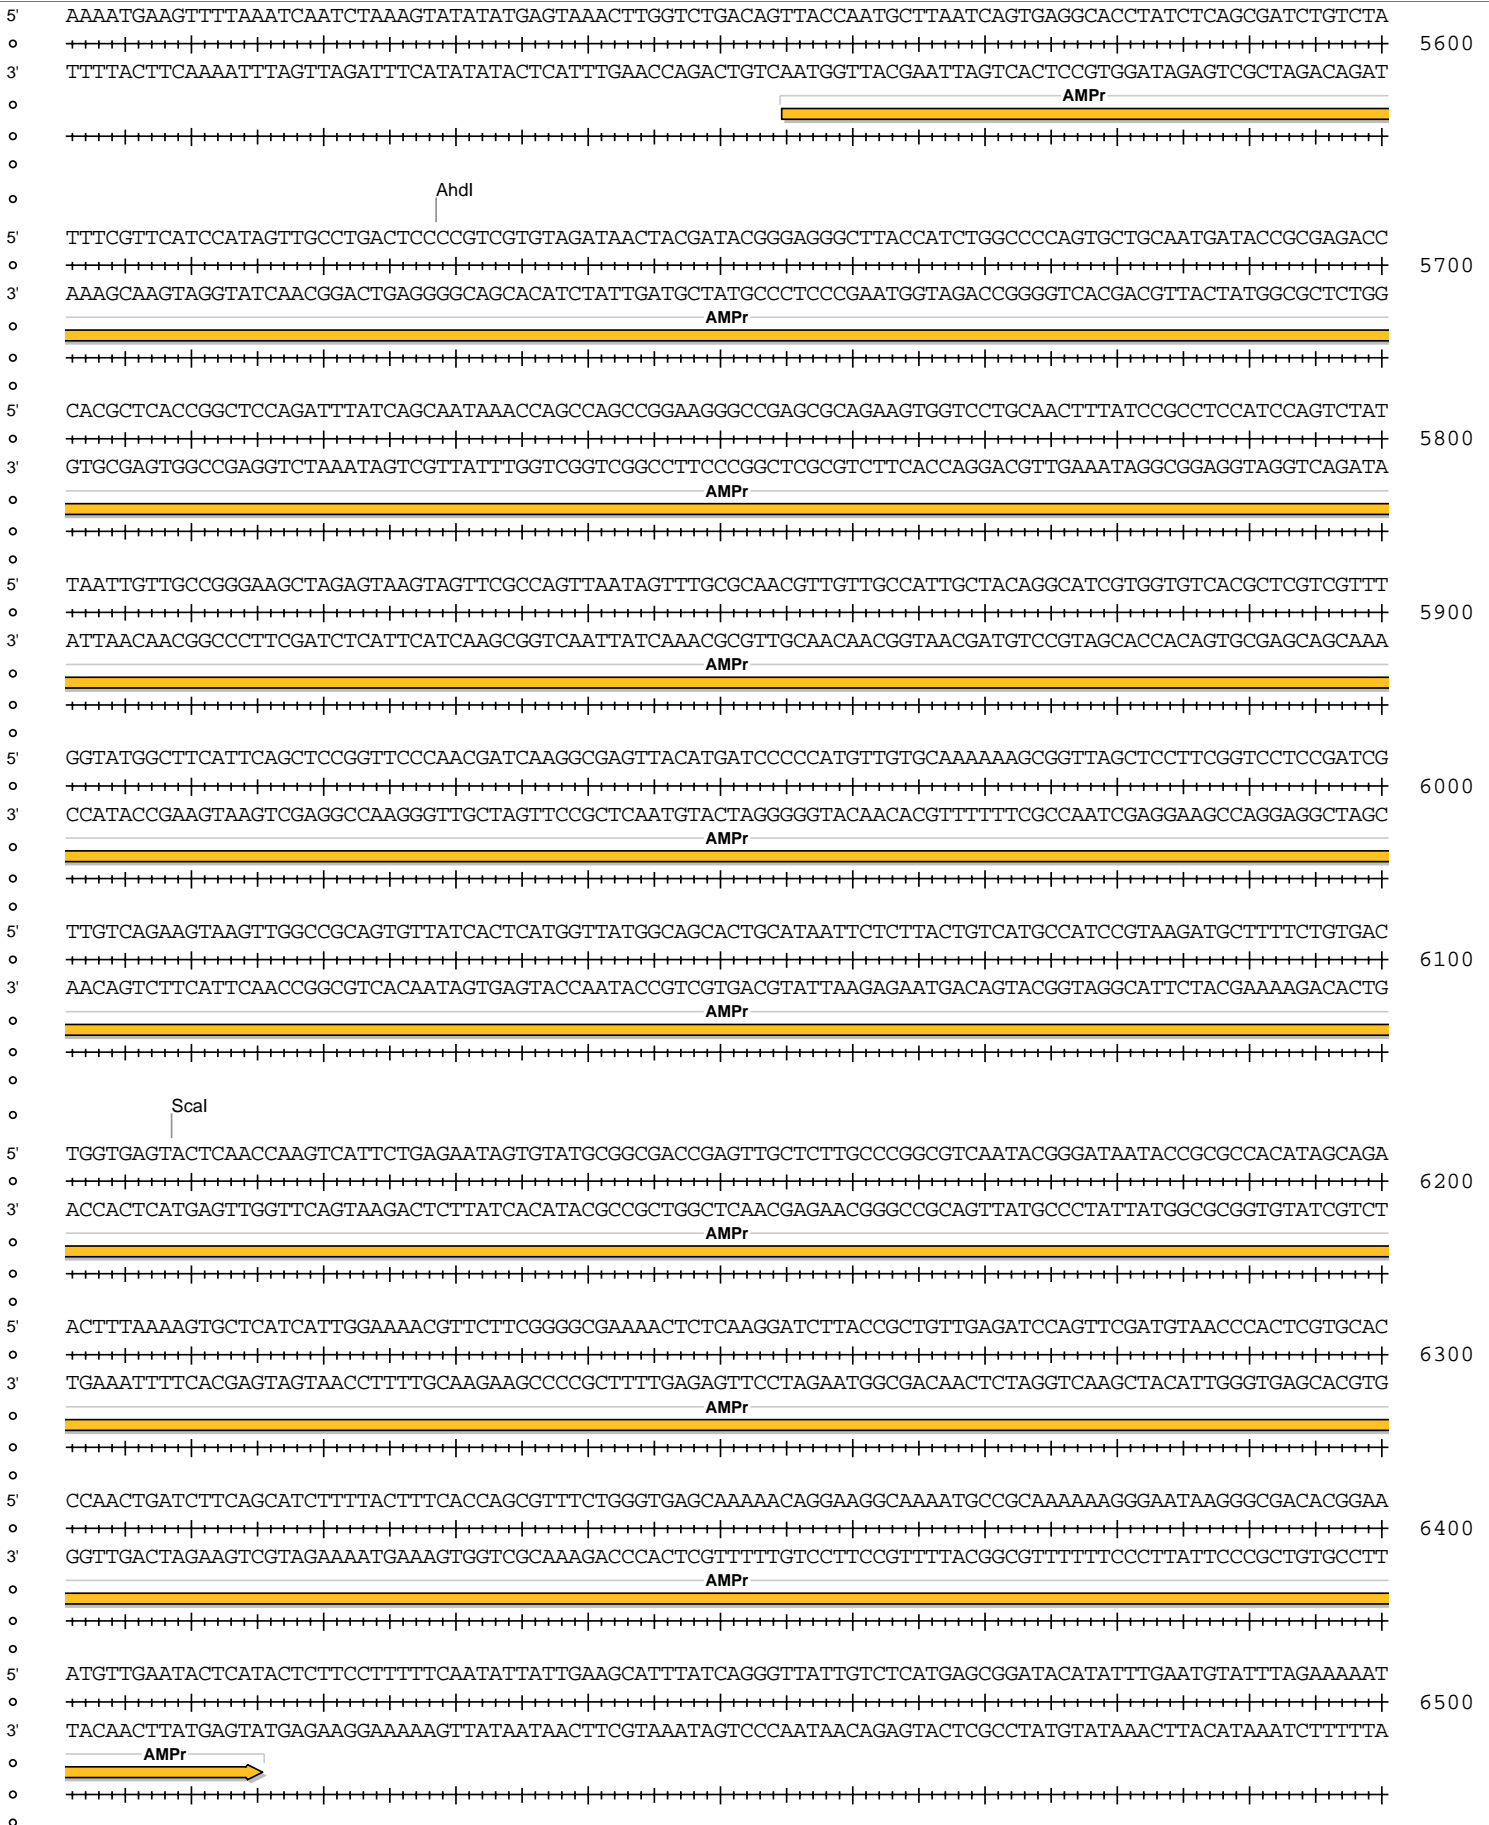 5' AAAATGAAGTTTTAAATCAATCTAAAGTATATATGAGTAAACTTGGTCTGACAGTTACCAATGCTTAATCAGTGAGGCACCTATCTCAGCGATCTGTCTA
5600
3' TTTTACTTCAAAATTTAGTTAGATTTCATATATACTCATTTGAACCAGACTGTCAATGGTTACGAATTAGTCACTCCGTGGATAGAGTCGCTAGACAGAT
AMPr
AhdI
5' TTTCGTTCATCCATAGTTGCCTGACTCCCCGTCGTGTAGATAACTACGATACGGGAGGGCTTACCATCTGGCCCCAGTGCTGCAATGATACCGCGAGACC
5700
3' AAAGCAAGTAGGTATCAACGGACTGAGGGGCAGCACATCTATTGATGCTATGCCCTCCCGAATGGTAGACCGGGGTCACGACGTTACTATGGCGCTCTGG
AMPr
5' CACGCTCACCGGCTCCAGATTTATCAGCAATAAACCAGCCAGCCGGAAGGGCCGAGCGCAGAAGTGGTCCTGCAACTTTATCCGCCTCCATCCAGTCTAT
5800
3' GTGCGAGTGGCCGAGGTCTAAATAGTCGTTATTTGGTCGGTCGGCCTTCCCGGCTCGCGTCTTCACCAGGACGTTGAAATAGGCGGAGGTAGGTCAGATA
AMPr
5' TAATTGTTGCCGGGAAGCTAGAGTAAGTAGTTCGCCAGTTAATAGTTTGCGCAACGTTGTTGCCATTGCTACAGGCATCGTGGTGTCACGCTCGTCGTTT
5900
3' ATTAACAACGGCCCTTCGATCTCATTCATCAAGCGGTCAATTATCAAACGCGTTGCAACAACGGTAACGATGTCCGTAGCACCACAGTGCGAGCAGCAAA
AMPr
5' GGTATGGCTTCATTCAGCTCCGGTTCCCAACGATCAAGGCGAGTTACATGATCCCCCATGTTGTGCAAAAAAGCGGTTAGCTCCTTCGGTCCTCCGATCG
6000
3' CCATACCGAAGTAAGTCGAGGCCAAGGGTTGCTAGTTCCGCTCAATGTACTAGGGGGTACAACACGTTTTTTCGCCAATCGAGGAAGCCAGGAGGCTAGC
AMPr
5' TTGTCAGAAGTAAGTTGGCCGCAGTGTTATCACTCATGGTTATGGCAGCACTGCATAATTCTCTTACTGTCATGCCATCCGTAAGATGCTTTTCTGTGAC
6100
3' AACAGTCTTCATTCAACCGGCGTCACAATAGTGAGTACCAATACCGTCGTGACGTATTAAGAGAATGACAGTACGGTAGGCATTCTACGAAAAGACACTG
AMPr
ScaI
5' TGGTGAGTACTCAACCAAGTCATTCTGAGAATAGTGTATGCGGCGACCGAGTTGCTCTTGCCCGGCGTCAATACGGGATAATACCGCGCCACATAGCAGA
6200
3' ACCACTCATGAGTTGGTTCAGTAAGACTCTTATCACATACGCCGCTGGCTCAACGAGAACGGGCCGCAGTTATGCCCTATTATGGCGCGGTGTATCGTCT
AMPr
5' ACTTTAAAAGTGCTCATCATTGGAAAACGTTCTTCGGGGCGAAAACTCTCAAGGATCTTACCGCTGTTGAGATCCAGTTCGATGTAACCCACTCGTGCAC
6300
3' TGAAATTTTCACGAGTAGTAACCTTTTGCAAGAAGCCCCGCTTTTGAGAGTTCCTAGAATGGCGACAACTCTAGGTCAAGCTACATTGGGTGAGCACGTG
AMPr
5' CCAACTGATCTTCAGCATCTTTTACTTTCACCAGCGTTTCTGGGTGAGCAAAAACAGGAAGGCAAAATGCCGCAAAAAAGGGAATAAGGGCGACACGGAA
6400
3' GGTTGACTAGAAGTCGTAGAAAATGAAAGTGGTCGCAAAGACCCACTCGTTTTTGTCCTTCCGTTTTACGGCGTTTTTTCCCTTATTCCCGCTGTGCCTT
AMPr
5' ATGTTGAATACTCATACTCTTCCTTTTTCAATATTATTGAAGCATTTATCAGGGTTATTGTCTCATGAGCGGATACATATTTGAATGTATTTAGAAAAAT
6500
3' TACAACTTATGAGTATGAGAAGGAAAAAGTTATAATAACTTCGTAAATAGTCCCAATAACAGAGTACTCGCCTATGTATAAACTTACATAAATCTTTTTA
AMPr